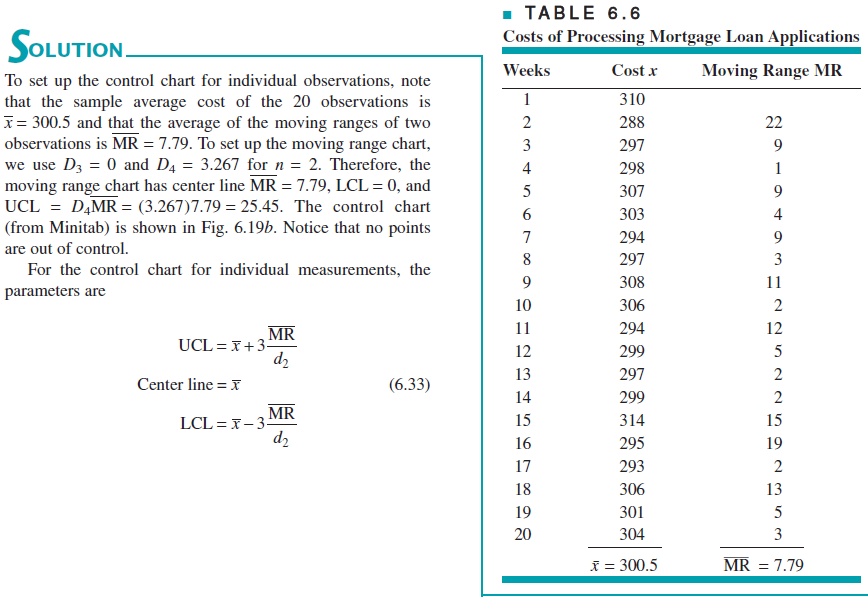 SOLUTION
To set up the control chart for individual observations, note
that the sample average cost of the 20 observations is
x̄ = 300.5 and that the average of the moving ranges of two
observations is M̅R̅ = 7.79. To set up the moving range chart,
we use D₃ = 0 and D₄ = 3.267 for n = 2. Therefore, the
moving range chart has center line M̅R̅ = 7.79, LCL = 0, and
UCL = D₄M̅R̅ = (3.267)7.79 = 25.45. The control chart
(from Minitab) is shown in Fig. 6.19b. Notice that no points
are out of control.
For the control chart for individual measurements, the
parameters are
UCL = x̄ + 3 M̅R̅/d₂
Center line = x̄ (6.33)
LCL = x̄ − 3 M̅R̅/d₂
TABLE 6.6
Costs of Processing Mortgage Loan Applications
Weeks Cost x Moving Range MR
1 310
2 288 22
3 297 9
4 298 1
5 307 9
6 303 4
7 294 9
8 297 3
9 308 11
10 306 2
11 294 12
12 299 5
13 297 2
14 299 2
15 314 15
16 295 19
17 293 2
18 306 13
19 301 5
20 304 3
x̄ = 300.5 M̅R̅ = 7.79